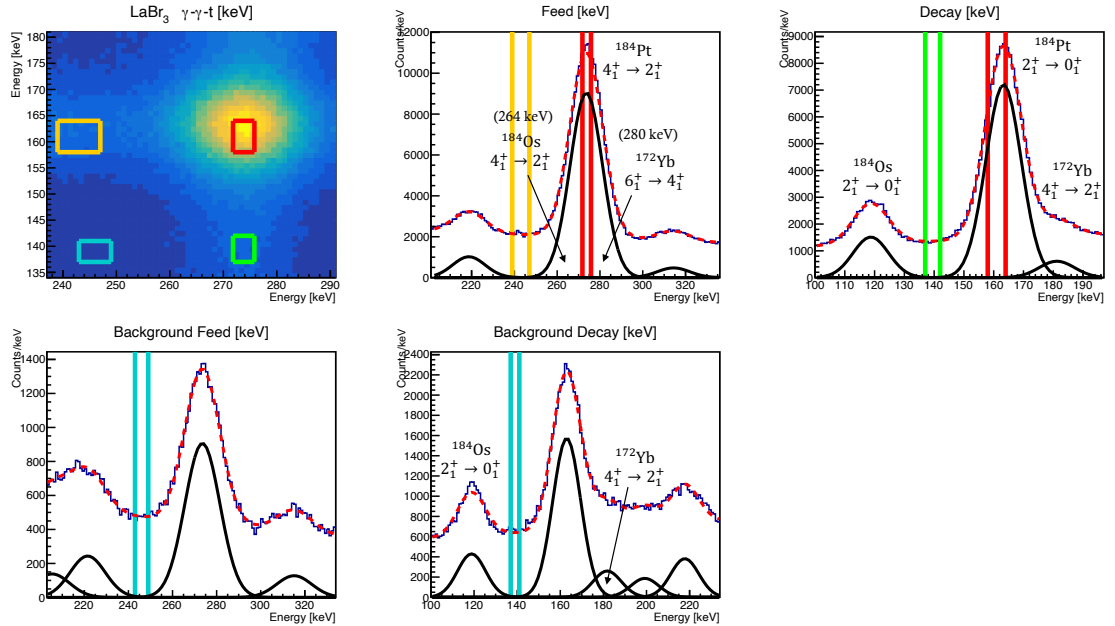 LaBr₃ γ-γ-t [keV]
Energy [keV]
180
175
170
165
160
155
150
145
140
135
240 250 260 270 280 290
Energy [keV]
Feed [keV]
Counts/keV
12000
10000
8000
6000
4000
2000
0
¹⁸⁴Pt
4₁⁺ → 2₁⁺
(264 keV)
¹⁸⁴Os
4₁⁺ → 2₁⁺
(280 keV)
¹⁷²Yb
6₁⁺ → 4₁⁺
220 240 260 280 300 320
Energy [keV]
Decay [keV]
Counts/keV
9000
8000
7000
6000
5000
4000
3000
2000
1000
0
¹⁸⁴Pt
2₁⁺ → 0₁⁺
¹⁸⁴Os
2₁⁺ → 0₁⁺
¹⁷²Yb
4₁⁺ → 2₁⁺
100 110 120 130 140 150 160 170 180 190
Energy [keV]
Background Feed [keV]
Counts/keV
1400
1200
1000
800
600
400
200
0
220 240 260 280 300 320
Energy [keV]
Background Decay [keV]
Counts/keV
2400
2200
2000
1800
1600
1400
1200
1000
800
600
400
200
0
¹⁸⁴Os
2₁⁺ → 0₁⁺
¹⁷²Yb
4₁⁺ → 2₁⁺
100 120 140 160 180 200 220
Energy [keV]